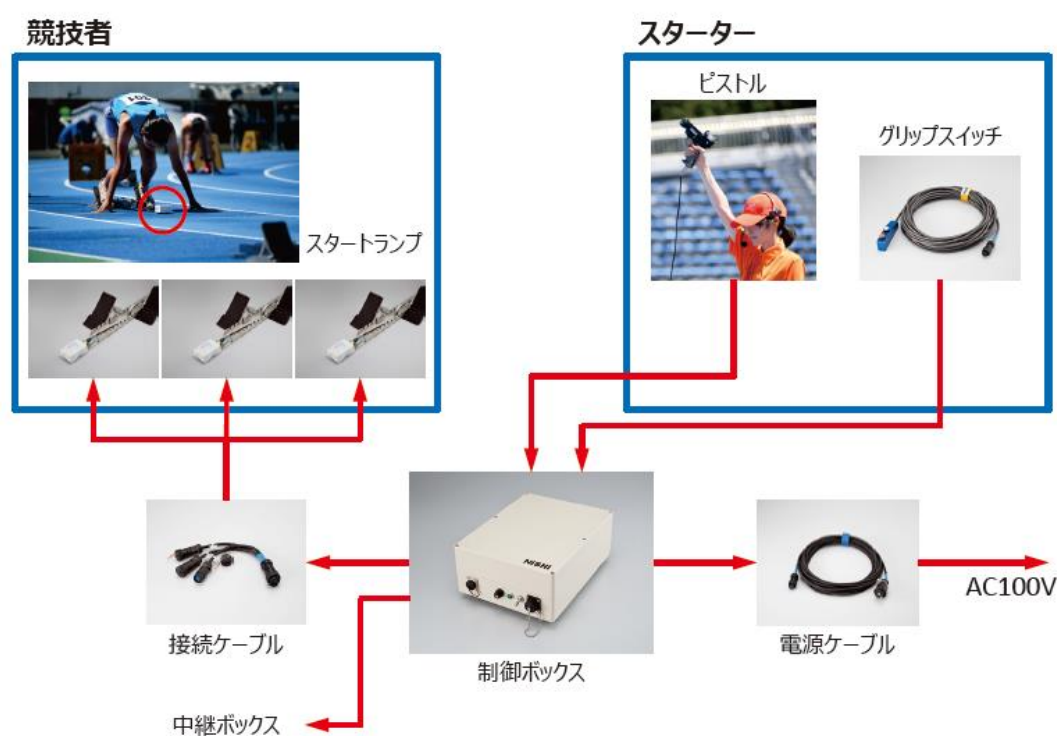 競技者
スターター
ピストル
グリップスイッチ
スタートランプ
NISHI
AC100V
接続ケーブル
制御ボックス
電源ケーブル
中継ボックス